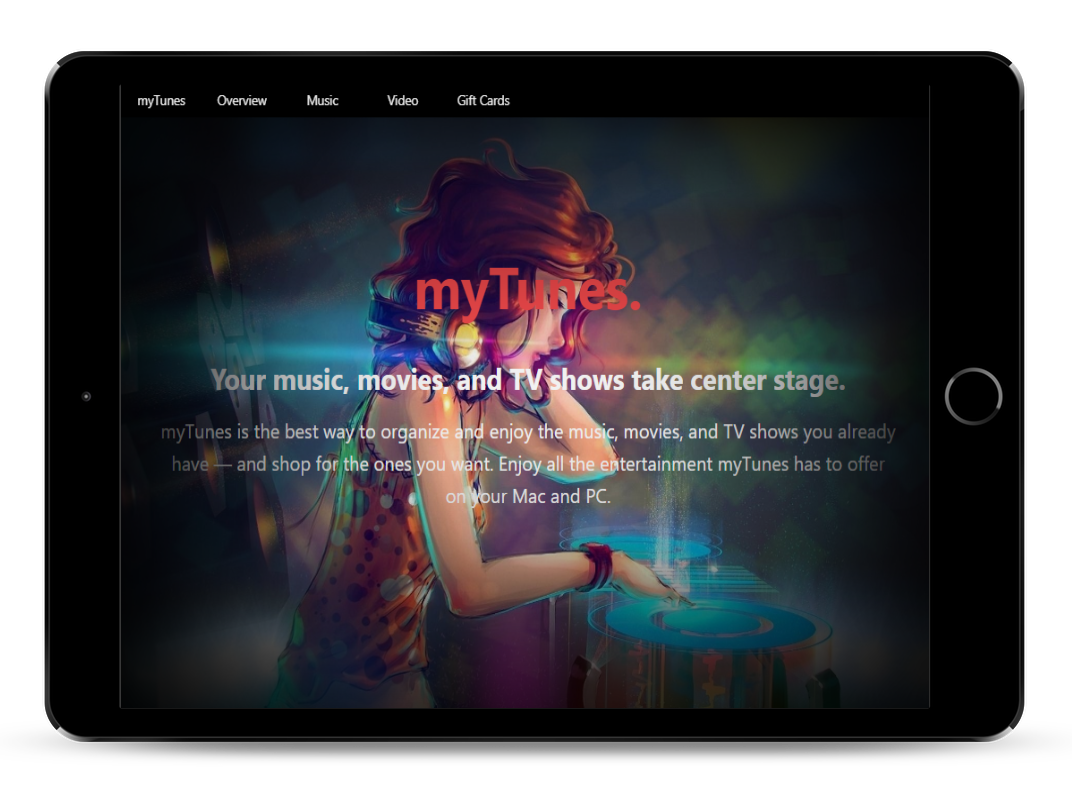 myTunes Overview Music Video Gift Cards
myTunes.
Your music, movies, and TV shows take center stage.
myTunes is the best way to organize and enjoy the music, movies, and TV shows you already
have — and shop for the ones you want. Enjoy all the entertainment myTunes has to offer
on your Mac and PC.